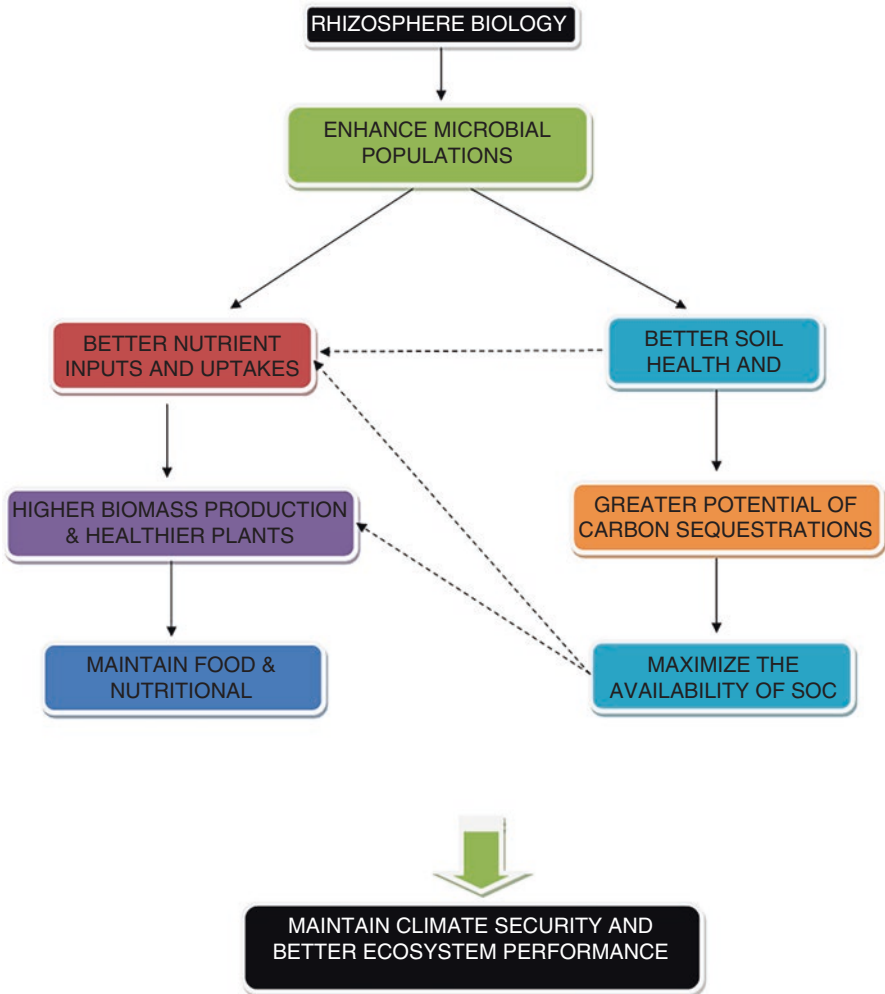 RHIZOSPHERE BIOLOGY
ENHANCE MICROBIAL
POPULATIONS
BETTER NUTRIENT
INPUTS AND UPTAKES
BETTER SOIL
HEALTH AND
HIGHER BIOMASS PRODUCTION
& HEALTHIER PLANTS
GREATER POTENTIAL OF
CARBON SEQUESTRATIONS
MAINTAIN FOOD &
NUTRITIONAL
MAXIMIZE THE
AVAILABILITY OF SOC
MAINTAIN CLIMATE SECURITY AND
BETTER ECOSYSTEM PERFORMANCE